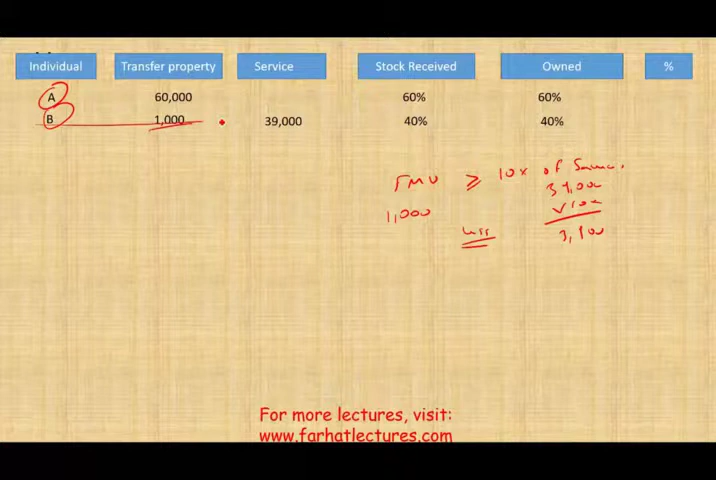 Individual Transfer property Service Stock Received Owned %
A 60,000 60% 60%
B 1,000 39,000 40% 40%
FMV ≥ 10% of
39,000
1,000
less
3,900
For more lectures, visit:
www.farhatlectures.com